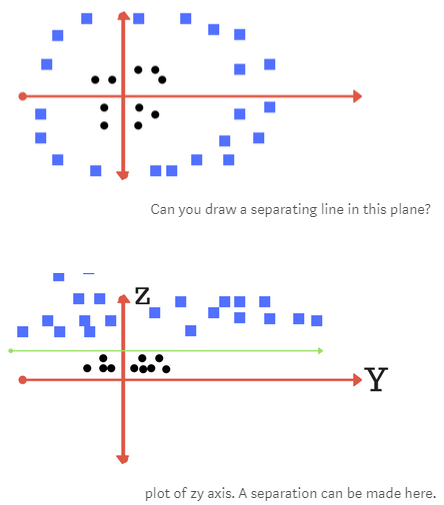 Can you draw a separating line in this plane?
Z
Y
plot of zy axis. A separation can be made here.